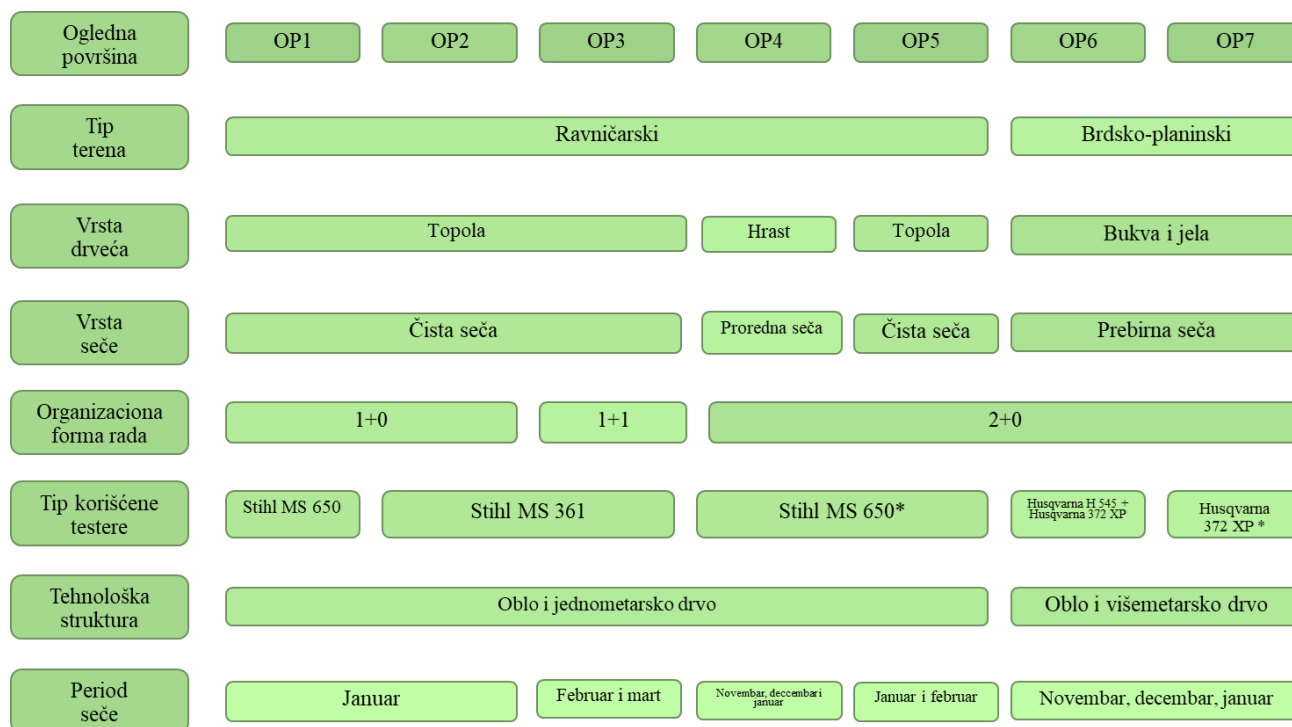 Ogledna
površina
OP1
OP2
OP3
OP4
OP5
OP6
OP7
Tip
terena
Ravničarski
Brdsko-planinski
Vrsta
drveća
Topola
Hrast
Topola
Bukva i jela
Vrsta
seče
Čista seča
Proredna seča
Čista seča
Prebirna seča
Organizaciona
forma rada
1+0
1+1
2+0
Tip korišćene
testere
Stihl MS 650
Stihl MS 361
Stihl MS 650*
Husqvarna H 545 +
Husqvarna 372 XP
Husqvarna
372 XP *
Tehnološka
struktura
Oblo i jednometarsko drvo
Oblo i višemetarsko drvo
Period
seče
Januar
Februar i mart
Novembar, deccembar i
januar
Januar i februar
Novembar, decembar, januar